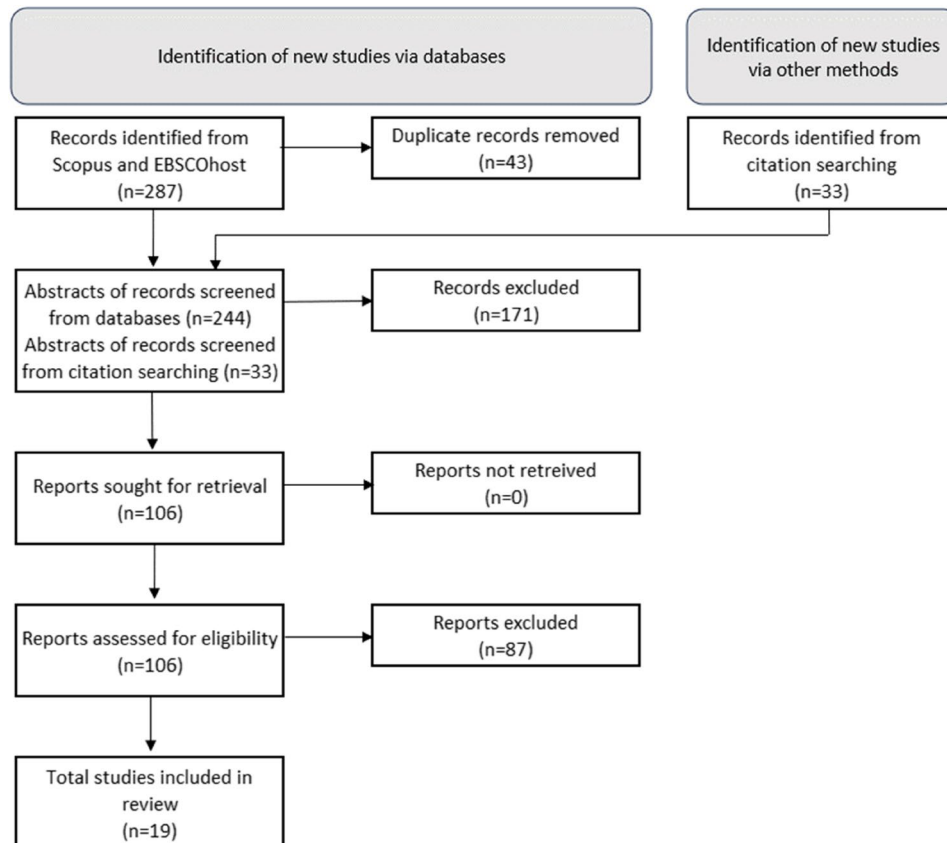 Identification of new studies via databases
Identification of new studies
via other methods
Records identified from
Scopus and EBSCOhost
(n=287)
Duplicate records removed
(n=43)
Records identified from
citation searching
(n=33)
Abstracts of records screened
from databases (n=244)
Abstracts of records screened
from citation searching (n=33)
Records excluded
(n=171)
Reports sought for retrieval
(n=106)
Reports not retreived
(n=0)
Reports assessed for eligibility
(n=106)
Reports excluded
(n=87)
Total studies included in
review
(n=19)